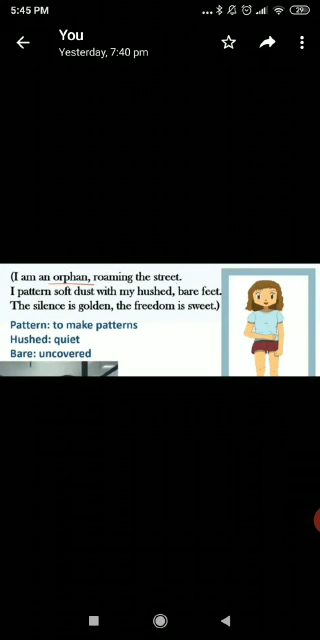 5:45 PM
29
You
Yesterday, 7:40 pm
(I am an orphan, roaming the street.
I pattern soft dust with my hushed, bare feet.
The silence is golden, the freedom is sweet.)
Pattern: to make patterns
Hushed: quiet
Bare: uncovered